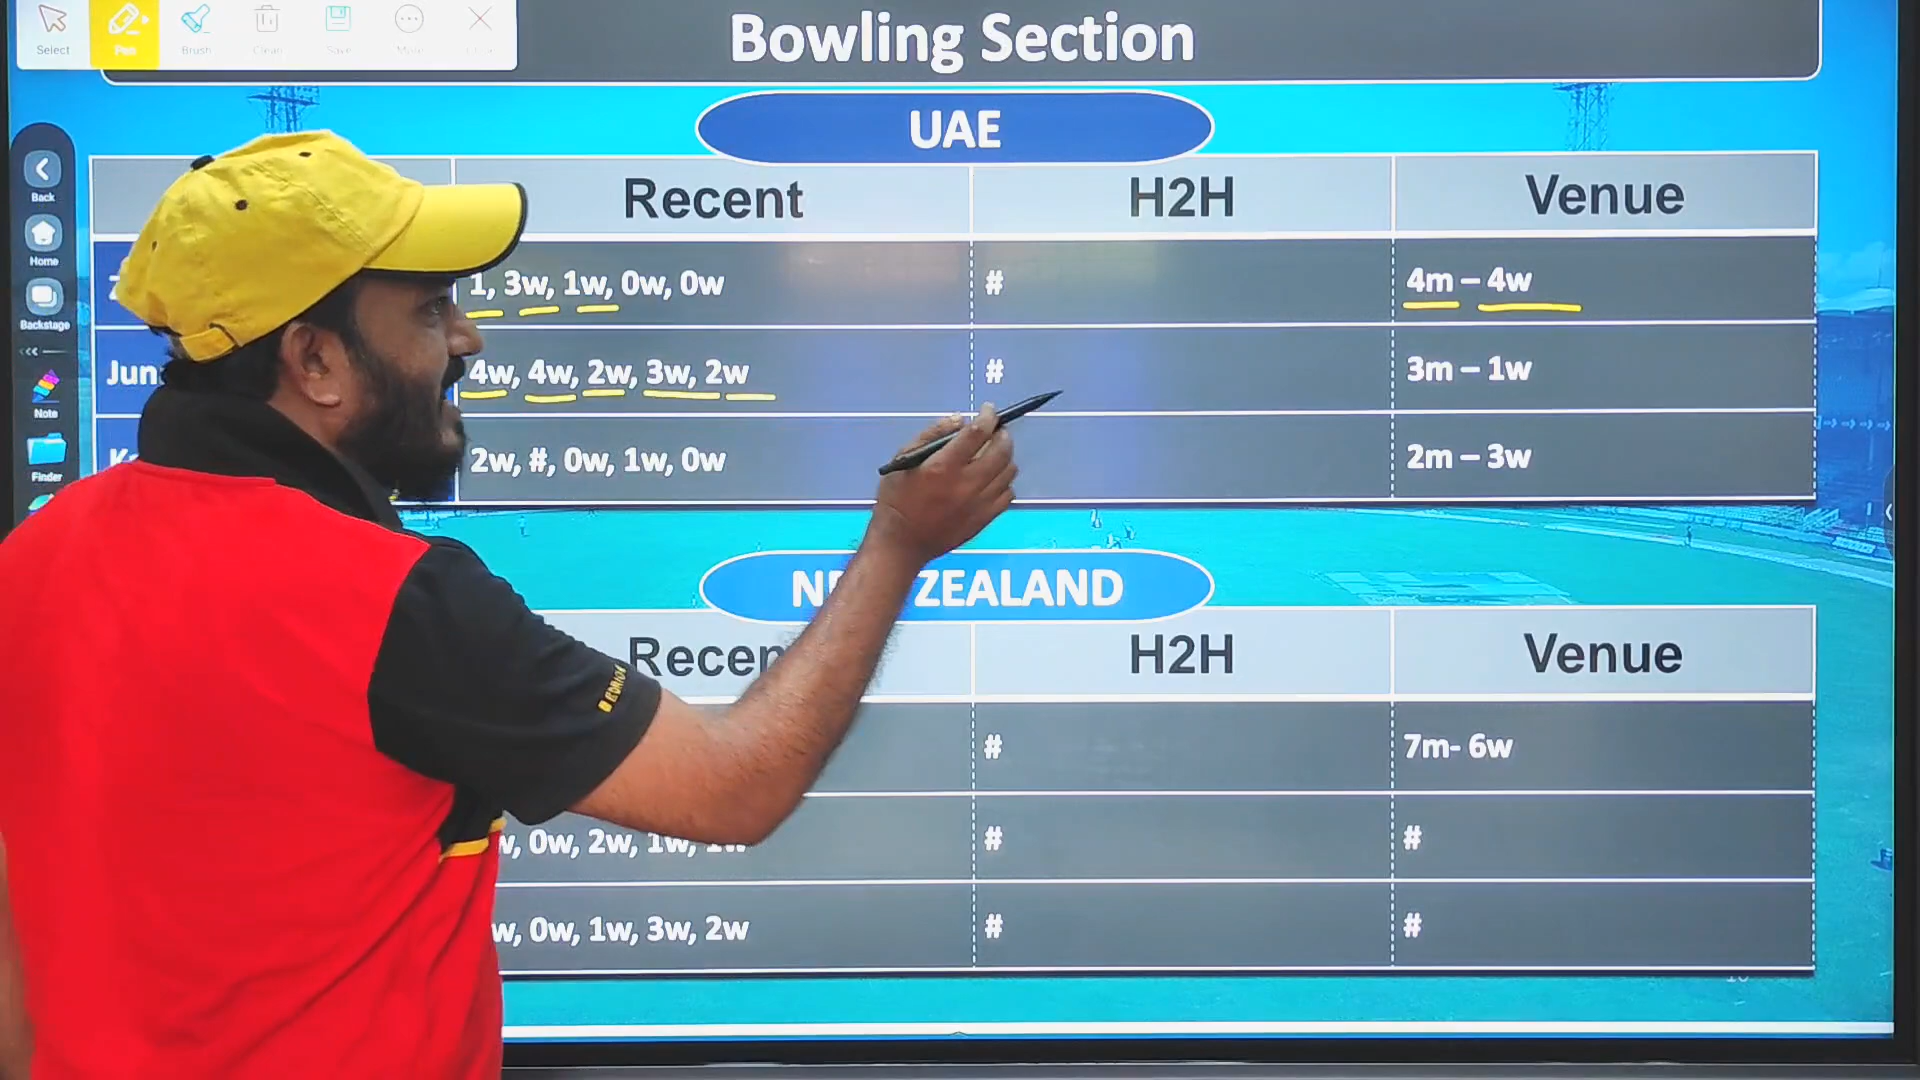 Select Pen Brush Clean Save
Bowling Section
UAE
Back
Home
Backstage
Note
Finder
Recent H2H Venue
1, 3w, 1w, 0w, 0w # 4m – 4w
Jun 4w, 4w, 2w, 3w, 2w # 3m – 1w
2w, #, 0w, 1w, 0w 2m – 3w
ZEALAND
Recen H2H Venue
# 7m- 6w
0w, 2w, 1w, # #
w, 0w, 1w, 3w, 2w # #